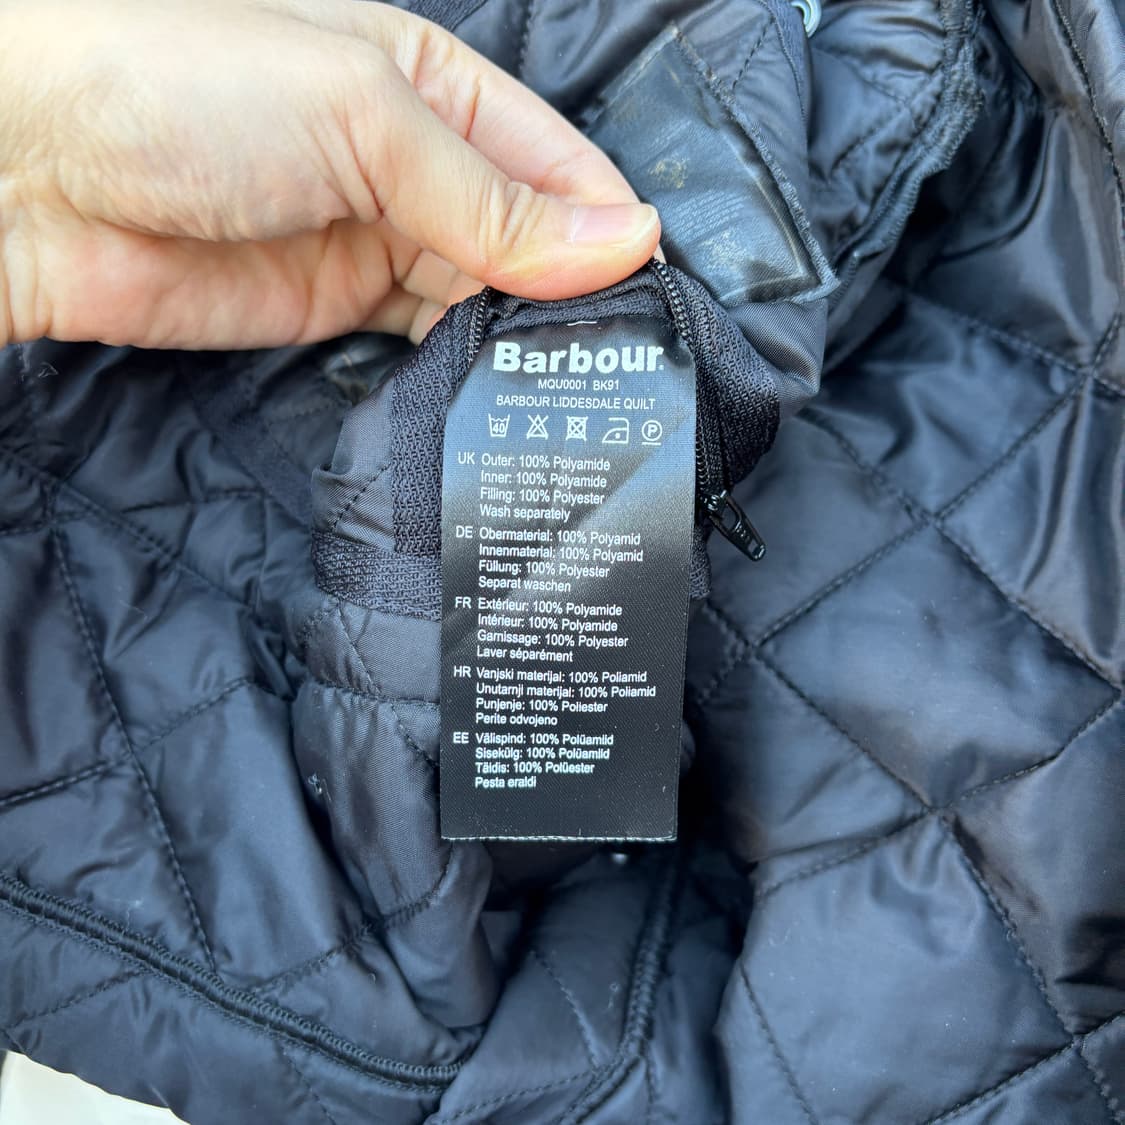 Barbour.
MQU0001 BK91
BARBOUR LIDDESDALE QUILT
40 P
UK Outer: 100% Polyamide
Inner: 100% Polyamide
Filling: 100% Polyester
Wash separately
DE Obermaterial: 100% Polyamid
Innenmaterial: 100% Polyamid
Füllung: 100% Polyester
Separat waschen
FR Extérieur: 100% Polyamide
Intérieur: 100% Polyamide
Garnissage: 100% Polyester
Laver séparément
HR Vanjski materijal: 100% Poliamid
Unutarnji materijal: 100% Poliamid
Punjenje: 100% Poliester
Perite odvojeno
EE Välispind: 100% Polüamiid
Sisekülg: 100% Polüamiid
Täidis: 100% Polüester
Pesta eraldi